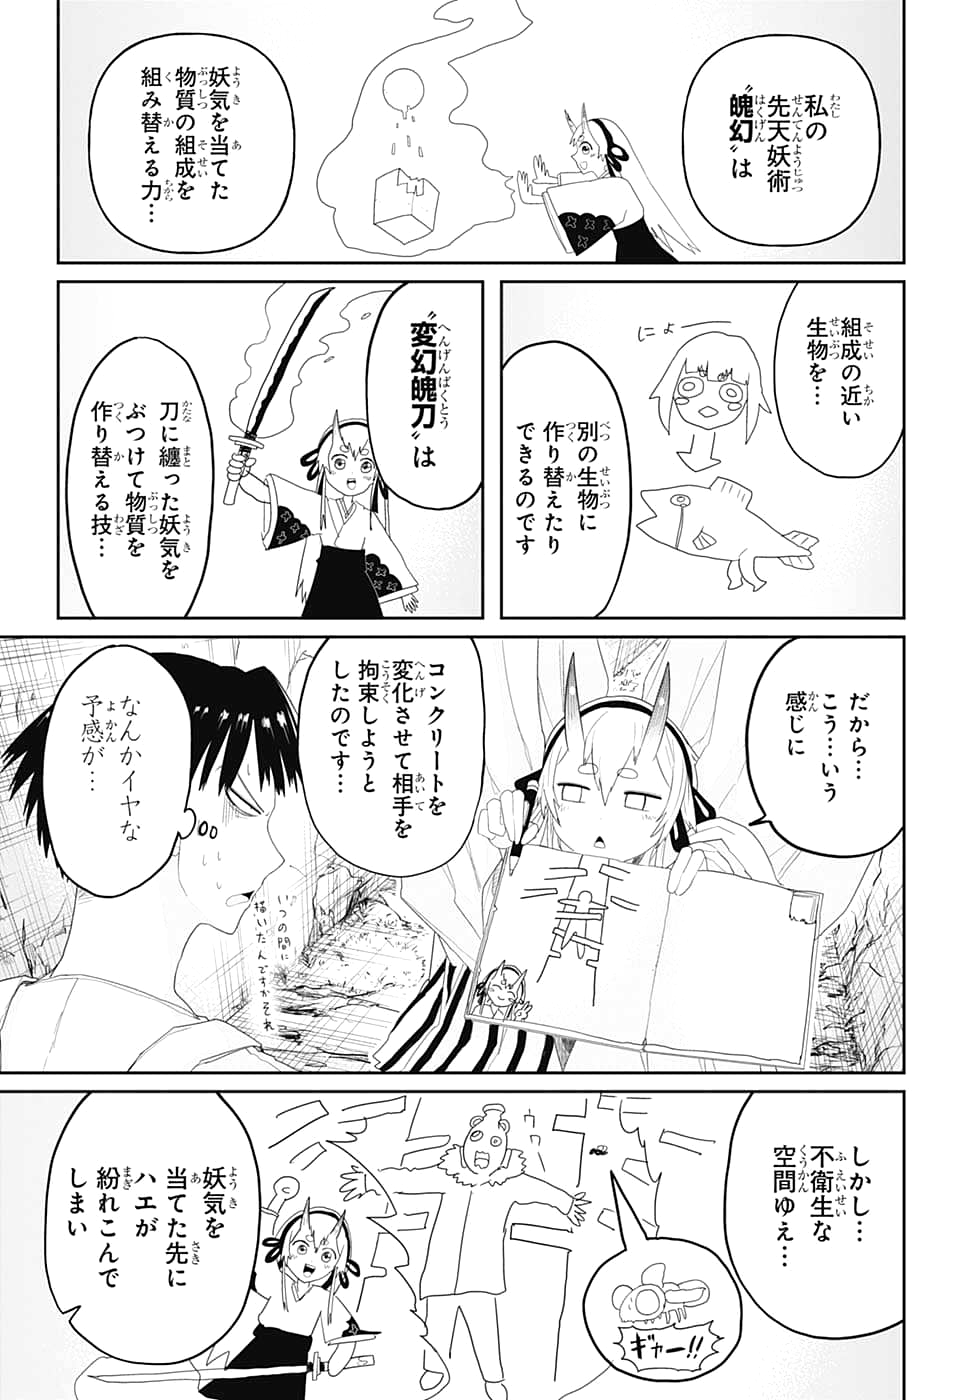 私の
先天妖術
〝魄幻〟は
妖気を当てた
物質の組成を
組み替える力…
組成の近い
生物を…
にょー
別の生物に
作り替えたり
できるのです
〝変幻魄刀〟は
刀に纏った妖気を
ぶつけて物質を
作り替える技…
だから…
こう…いう
感じに
コンクリートを
変化させて相手を
拘束しようと
したのです…
なんかイヤな
予感が…
いつの間に
描いたんですかそれ
しかし…
不衛生な
空間ゆえ…
ギャー!!
妖気を
当てた先に
ハエが
紛れこんで
しまい